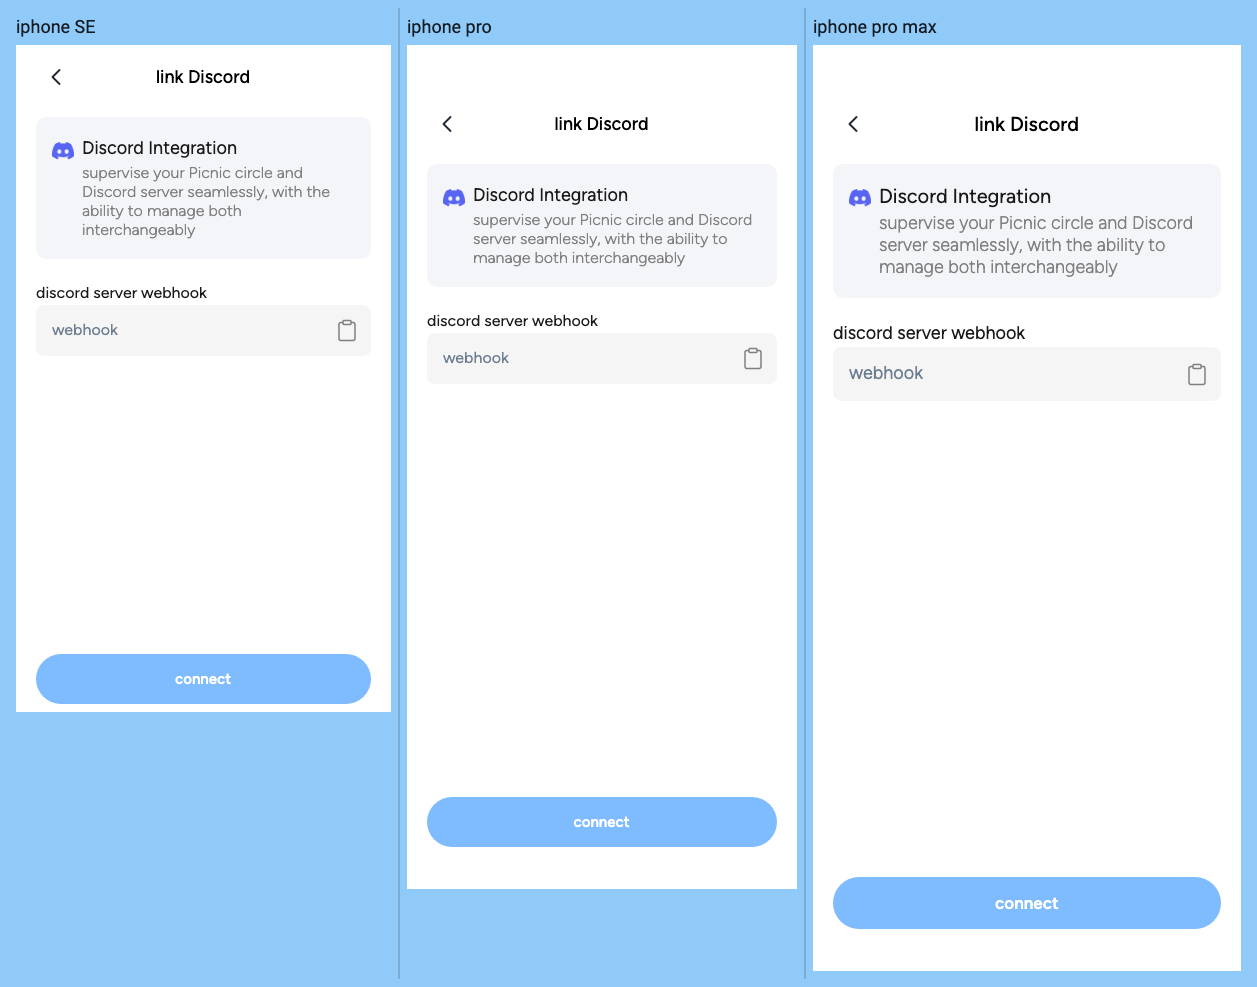 iphone SE
link Discord
Discord Integration
supervise your Picnic circle and
Discord server seamlessly, with the
ability to manage both
interchangeably
discord server webhook
webhook
connect
iphone pro
link Discord
Discord Integration
supervise your Picnic circle and Discord
server seamlessly, with the ability to
manage both interchangeably
discord server webhook
webhook
connect
iphone pro max
link Discord
Discord Integration
supervise your Picnic circle and Discord
server seamlessly, with the ability to
manage both interchangeably
discord server webhook
webhook
connect